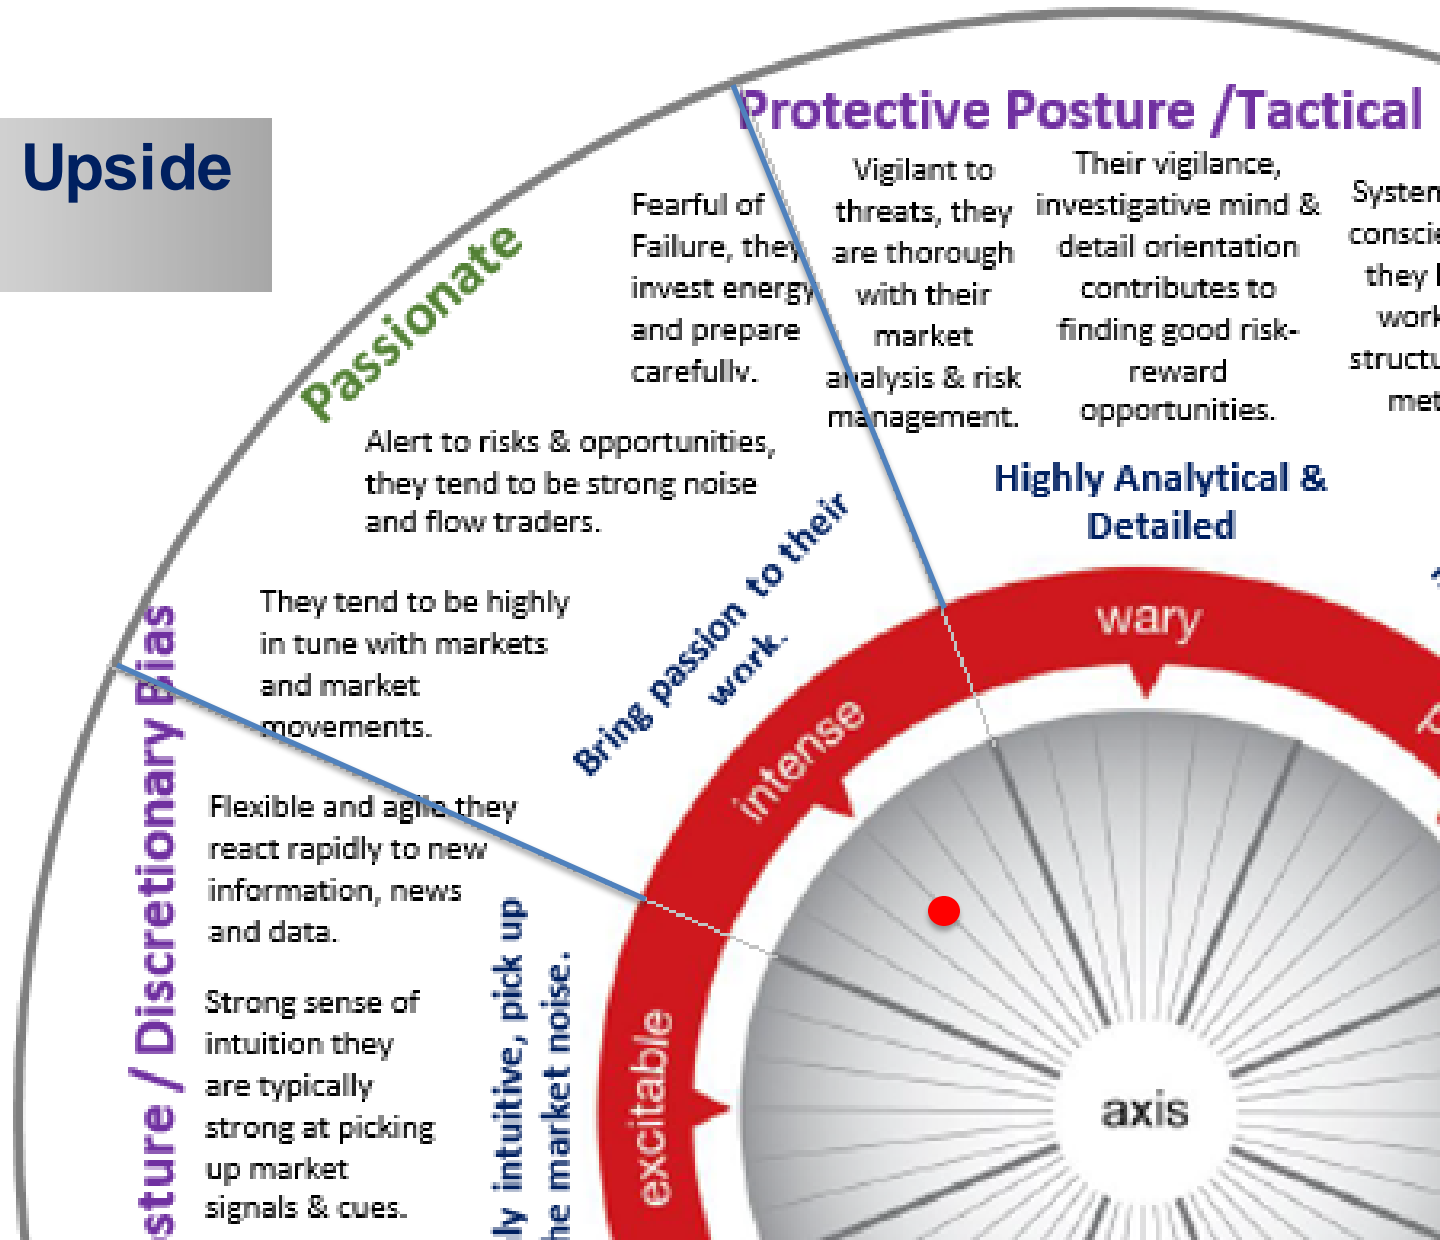 Upside
Protective Posture /Tactical
Passionate
Fearful of
Failure, they
invest energy
and prepare
carefully.
Vigilant to
threats, they
are thorough
with their
market
analysis & risk
management.
Their vigilance,
investigative mind &
detail orientation
contributes to
finding good risk-
reward
opportunities.
Alert to risks & opportunities,
they tend to be strong noise
and flow traders.
Highly Analytical &
Detailed
They tend to be highly
in tune with markets
and market
movements.
Bring passion to their
work.
wary
intense
Discretionary Bias
Flexible and agile they
react rapidly to new
information, news
and data.
Strong sense of
intuition they
are typically
strong at picking
up market
signals & cues.
intuitive, pick up
market noise.
excitable
axis